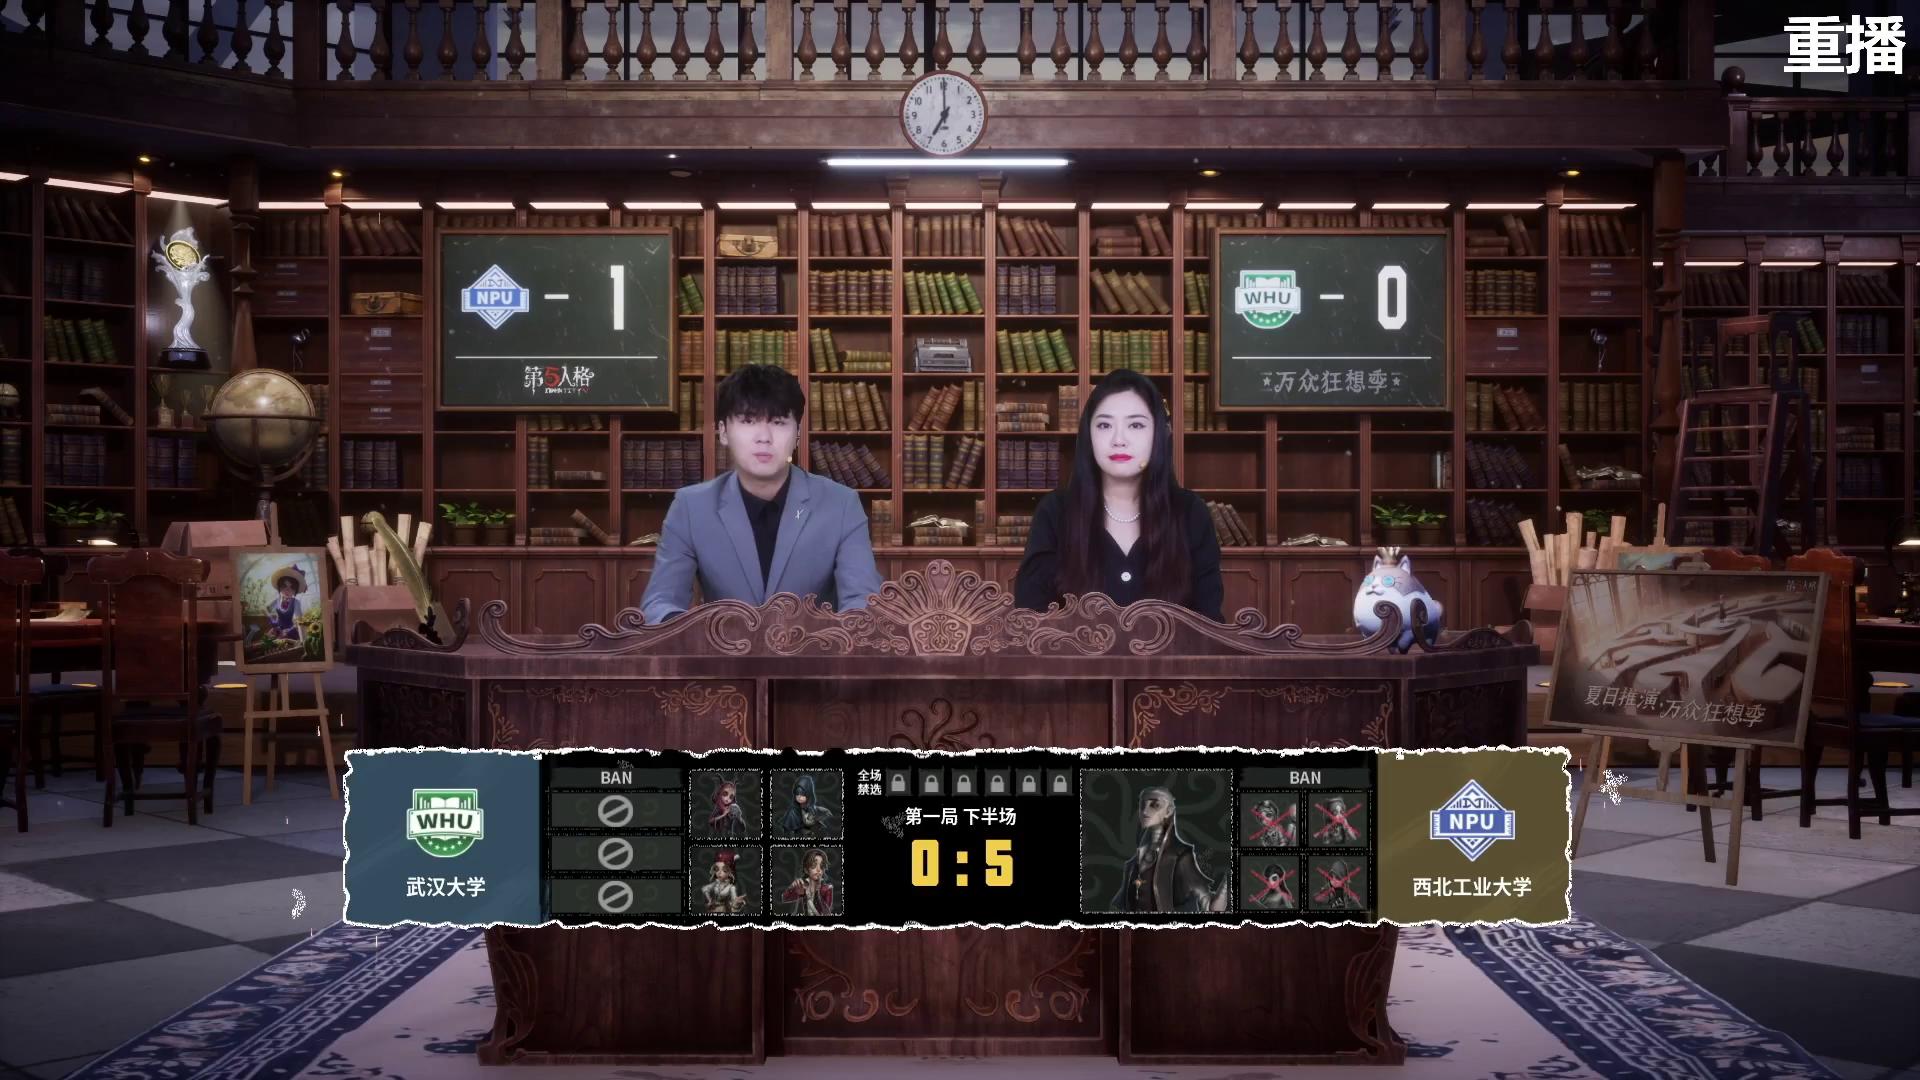 重播
NPU - 1
第5人格
WHU - 0
万众狂想季
夏日推演·万众狂想季
WHU
武汉大学
BAN
全场
禁选
第一局 下半场
0 : 5
BAN
NPU
西北工业大学